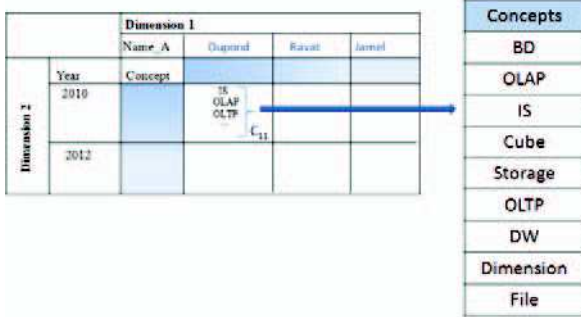 Dimension 1
Name_A Dupond Ravat Jamel
Year Concept
Dimension 2
2010
IS
OLAP
OLTP
C11
2012
Concepts
BD
OLAP
IS
Cube
Storage
OLTP
DW
Dimension
File